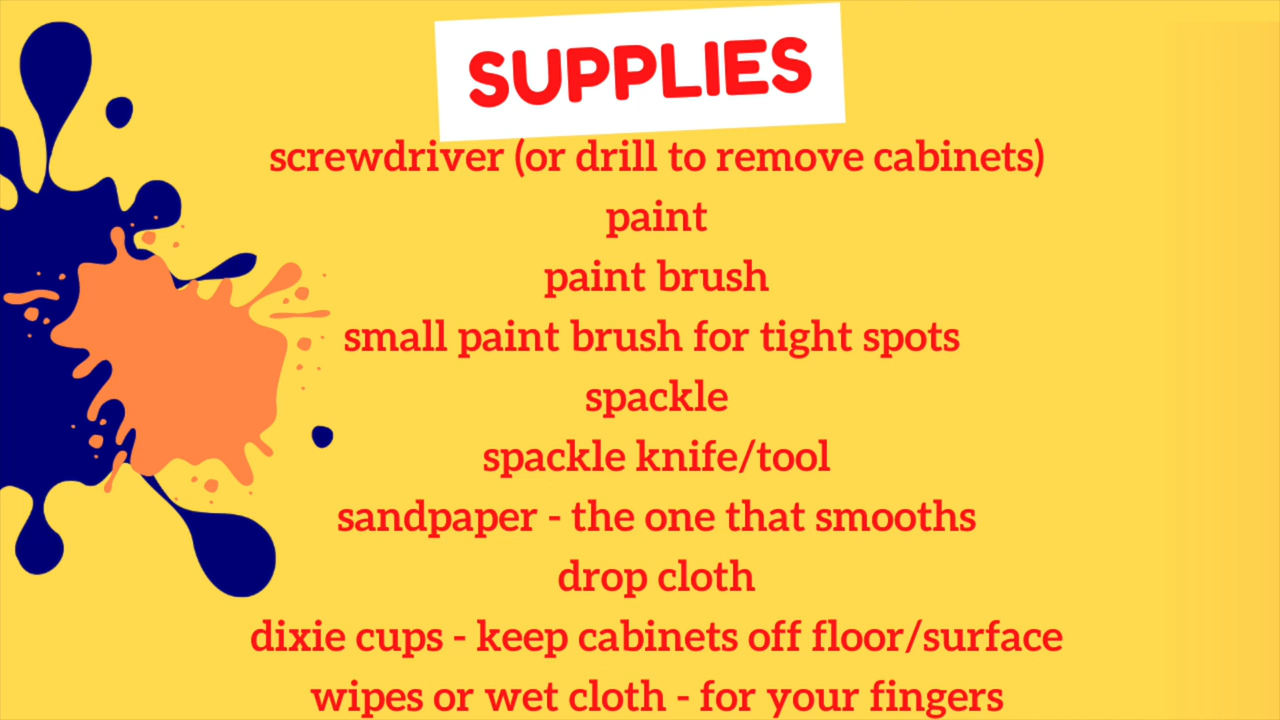 SUPPLIES
screwdriver (or drill to remove cabinets)
paint
paint brush
small paint brush for tight spots
spackle
spackle knife/tool
sandpaper - the one that smooths
drop cloth
dixie cups - keep cabinets off floor/surface
wipes or wet cloth - for your fingers